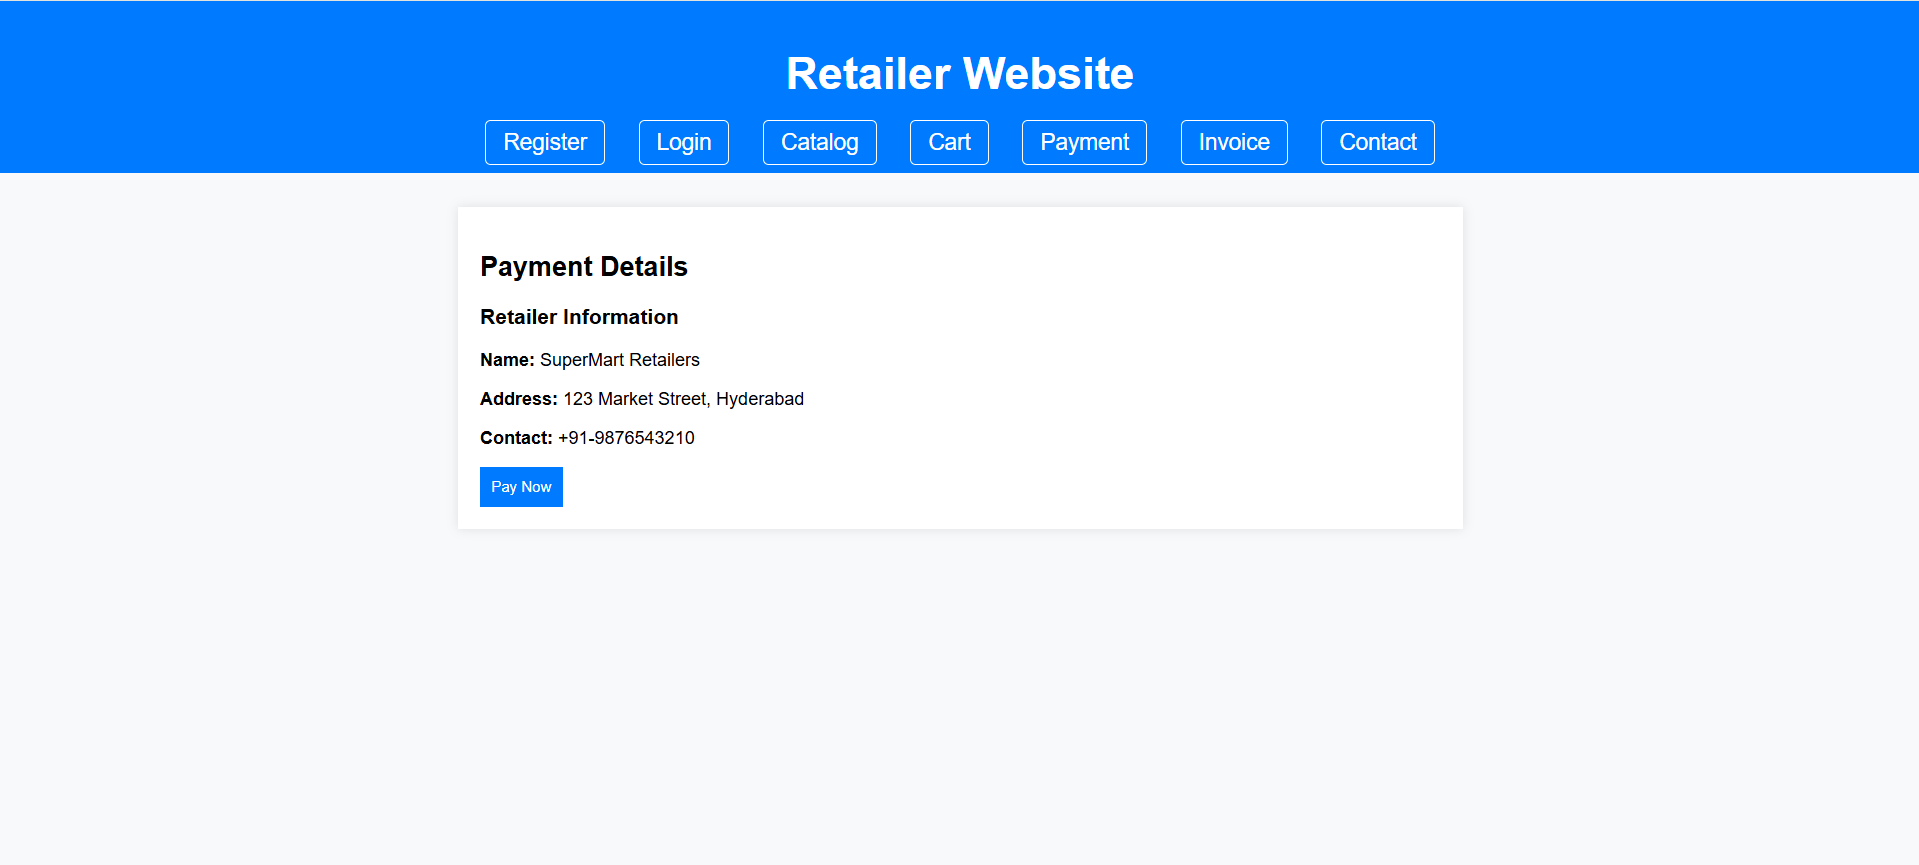 Retailer Website
Register Login Catalog Cart Payment Invoice Contact
Payment Details
Retailer Information
Name: SuperMart Retailers
Address: 123 Market Street, Hyderabad
Contact: +91-9876543210
Pay Now